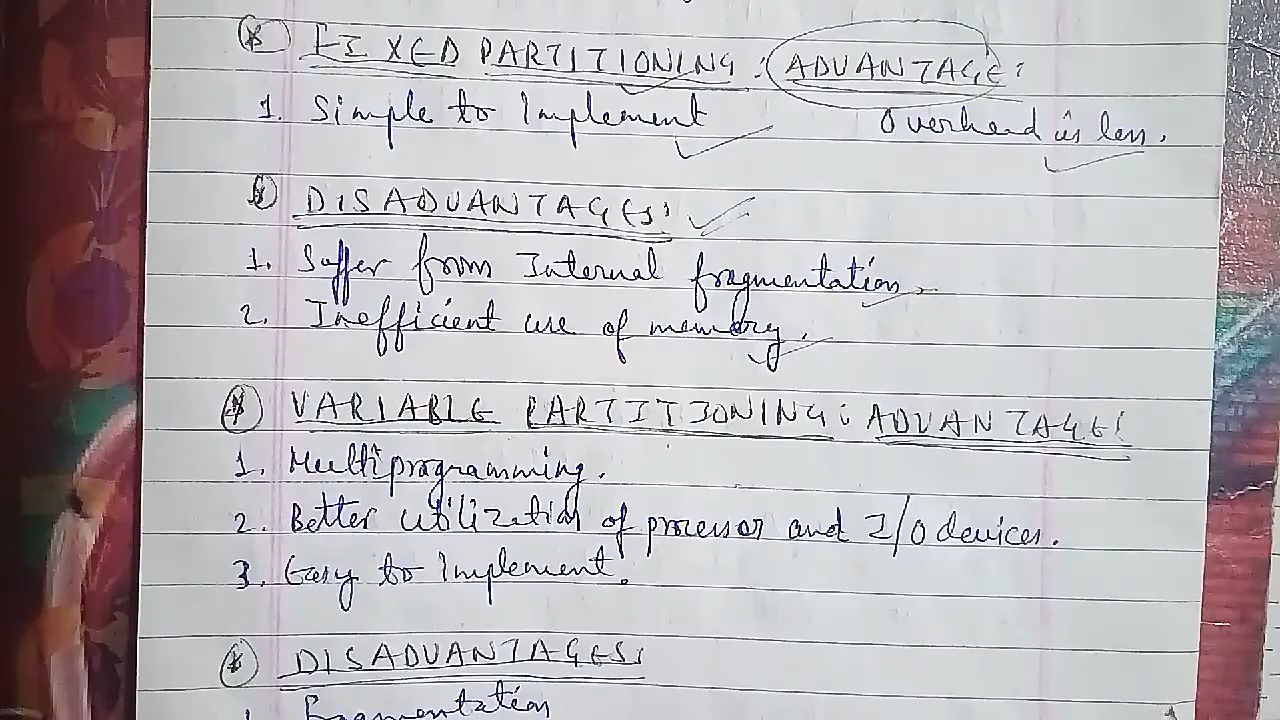 * FIXED PARTITIONING : ADVANTAGE:
1. Simple to Implement Overhead is less.
* DISADVANTAGES:
1. Suffer from Internal fragmentation.
2. Inefficient use of memory.
* VARIABLE PARTITIONING: ADVANTAGE:
1. Multiprogramming.
2. Better utilization of processor and I/O devices.
3. Easy to Implement.
* DISADVANTAGES:
1. Fragmentation